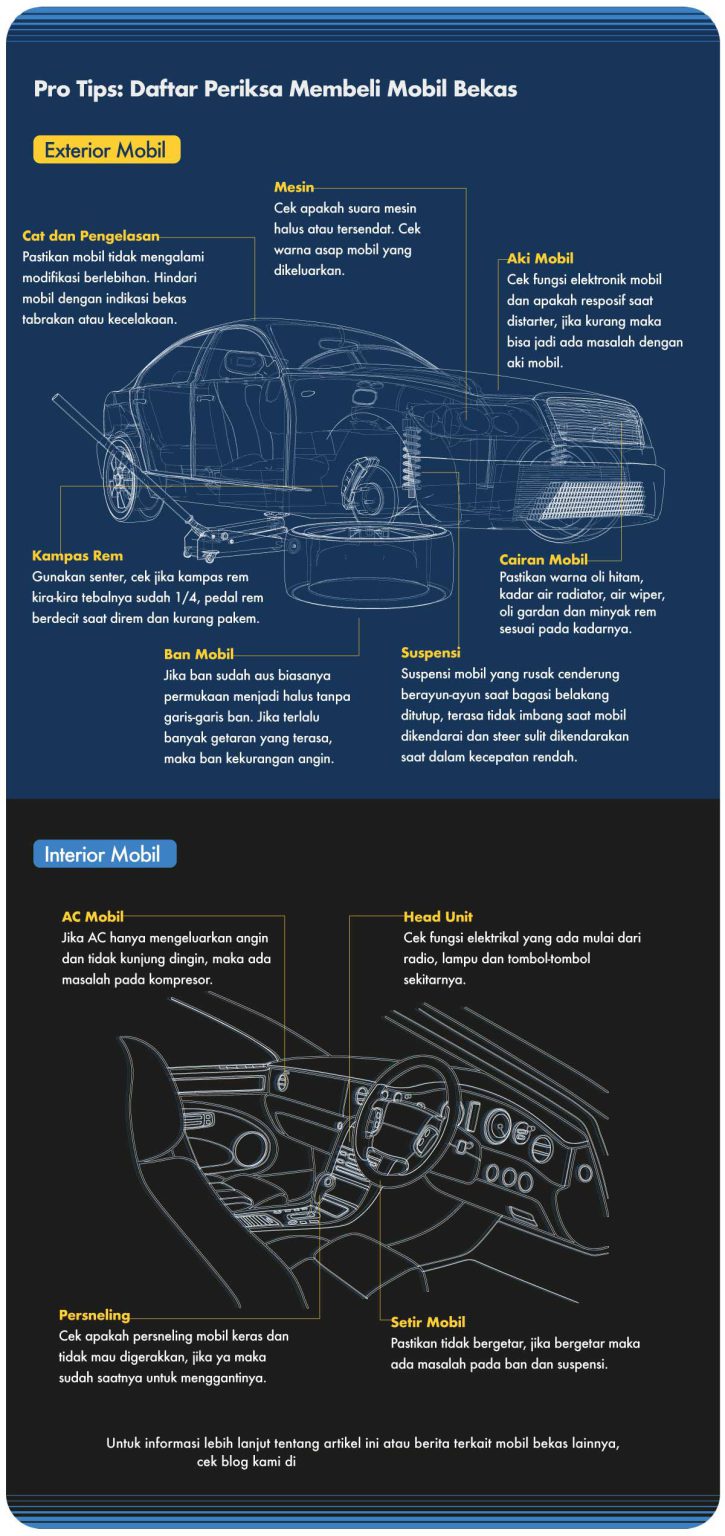 Pro Tips: Daftar Periksa Membeli Mobil Bekas
Exterior Mobil
Mesin
Cek apakah suara mesin
halus atau tersendat. Cek
warna asap mobil yang
dikeluarkan.
Cat dan Pengelasan
Pastikan mobil tidak mengalami
modifikasi berlebihan. Hindari
mobil dengan indikasi bekas
tabrakan atau kecelakaan.
Aki Mobil
Cek fungsi elektronik mobil
dan apakah resposif saat
distarter, jika kurang maka
bisa jadi ada masalah dengan
aki mobil.
Kampas Rem
Gunakan senter, cek jika kampas rem
kira-kira tebalnya sudah 1/4, pedal rem
berdecit saat direm dan kurang pakem.
Cairan Mobil
Pastikan warna oli hitam,
kadar air radiator, air wiper,
oli gardan dan minyak rem
sesuai pada kadarnya.
Ban Mobil
Jika ban sudah aus biasanya
permukaan menjadi halus tanpa
garis-garis ban. Jika terlalu
banyak getaran yang terasa,
maka ban kekurangan angin.
Suspensi
Suspensi mobil yang rusak cenderung
berayun-ayun saat bagasi belakang
ditutup, terasa tidak imbang saat mobil
dikendarai dan steer sulit dikendarakan
saat dalam kecepatan rendah.
Interior Mobil
AC Mobil
Jika AC hanya mengeluarkan angin
dan tidak kunjung dingin, maka ada
masalah pada kompresor.
Head Unit
Cek fungsi elektrikal yang ada mulai dari
radio, lampu dan tombol-tombol
sekitarnya.
Persneling
Cek apakah persneling mobil keras dan
tidak mau digerakkan, jika ya maka
sudah saatnya untuk menggantinya.
Setir Mobil
Pastikan tidak bergetar, jika bergetar maka
ada masalah pada ban dan suspensi.
Untuk informasi lebih lanjut tentang artikel ini atau berita terkait mobil bekas lainnya,
cek blog kami di